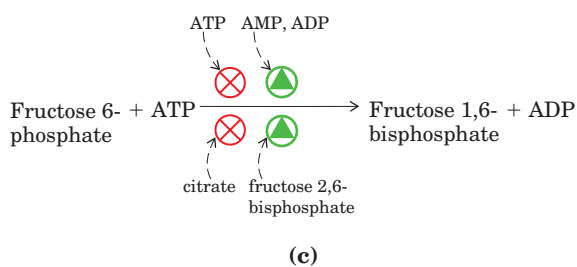 ATP AMP, ADP
Fructose 6- + ATP Fructose 1,6- + ADP
phosphate bisphosphate
citrate fructose 2,6-
bisphosphate
(c)